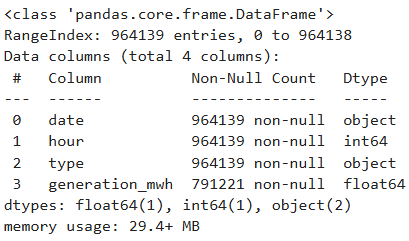 <class 'pandas.core.frame.DataFrame'>
RangeIndex: 964139 entries, 0 to 964138
Data columns (total 4 columns):
 #   Column          Non-Null Count   Dtype
---  ------          --------------   -----
 0   date            964139 non-null  object
 1   hour            964139 non-null  int64
 2   type            964139 non-null  object
 3   generation_mwh  791221 non-null  float64
dtypes: float64(1), int64(1), object(2)
memory usage: 29.4+ MB